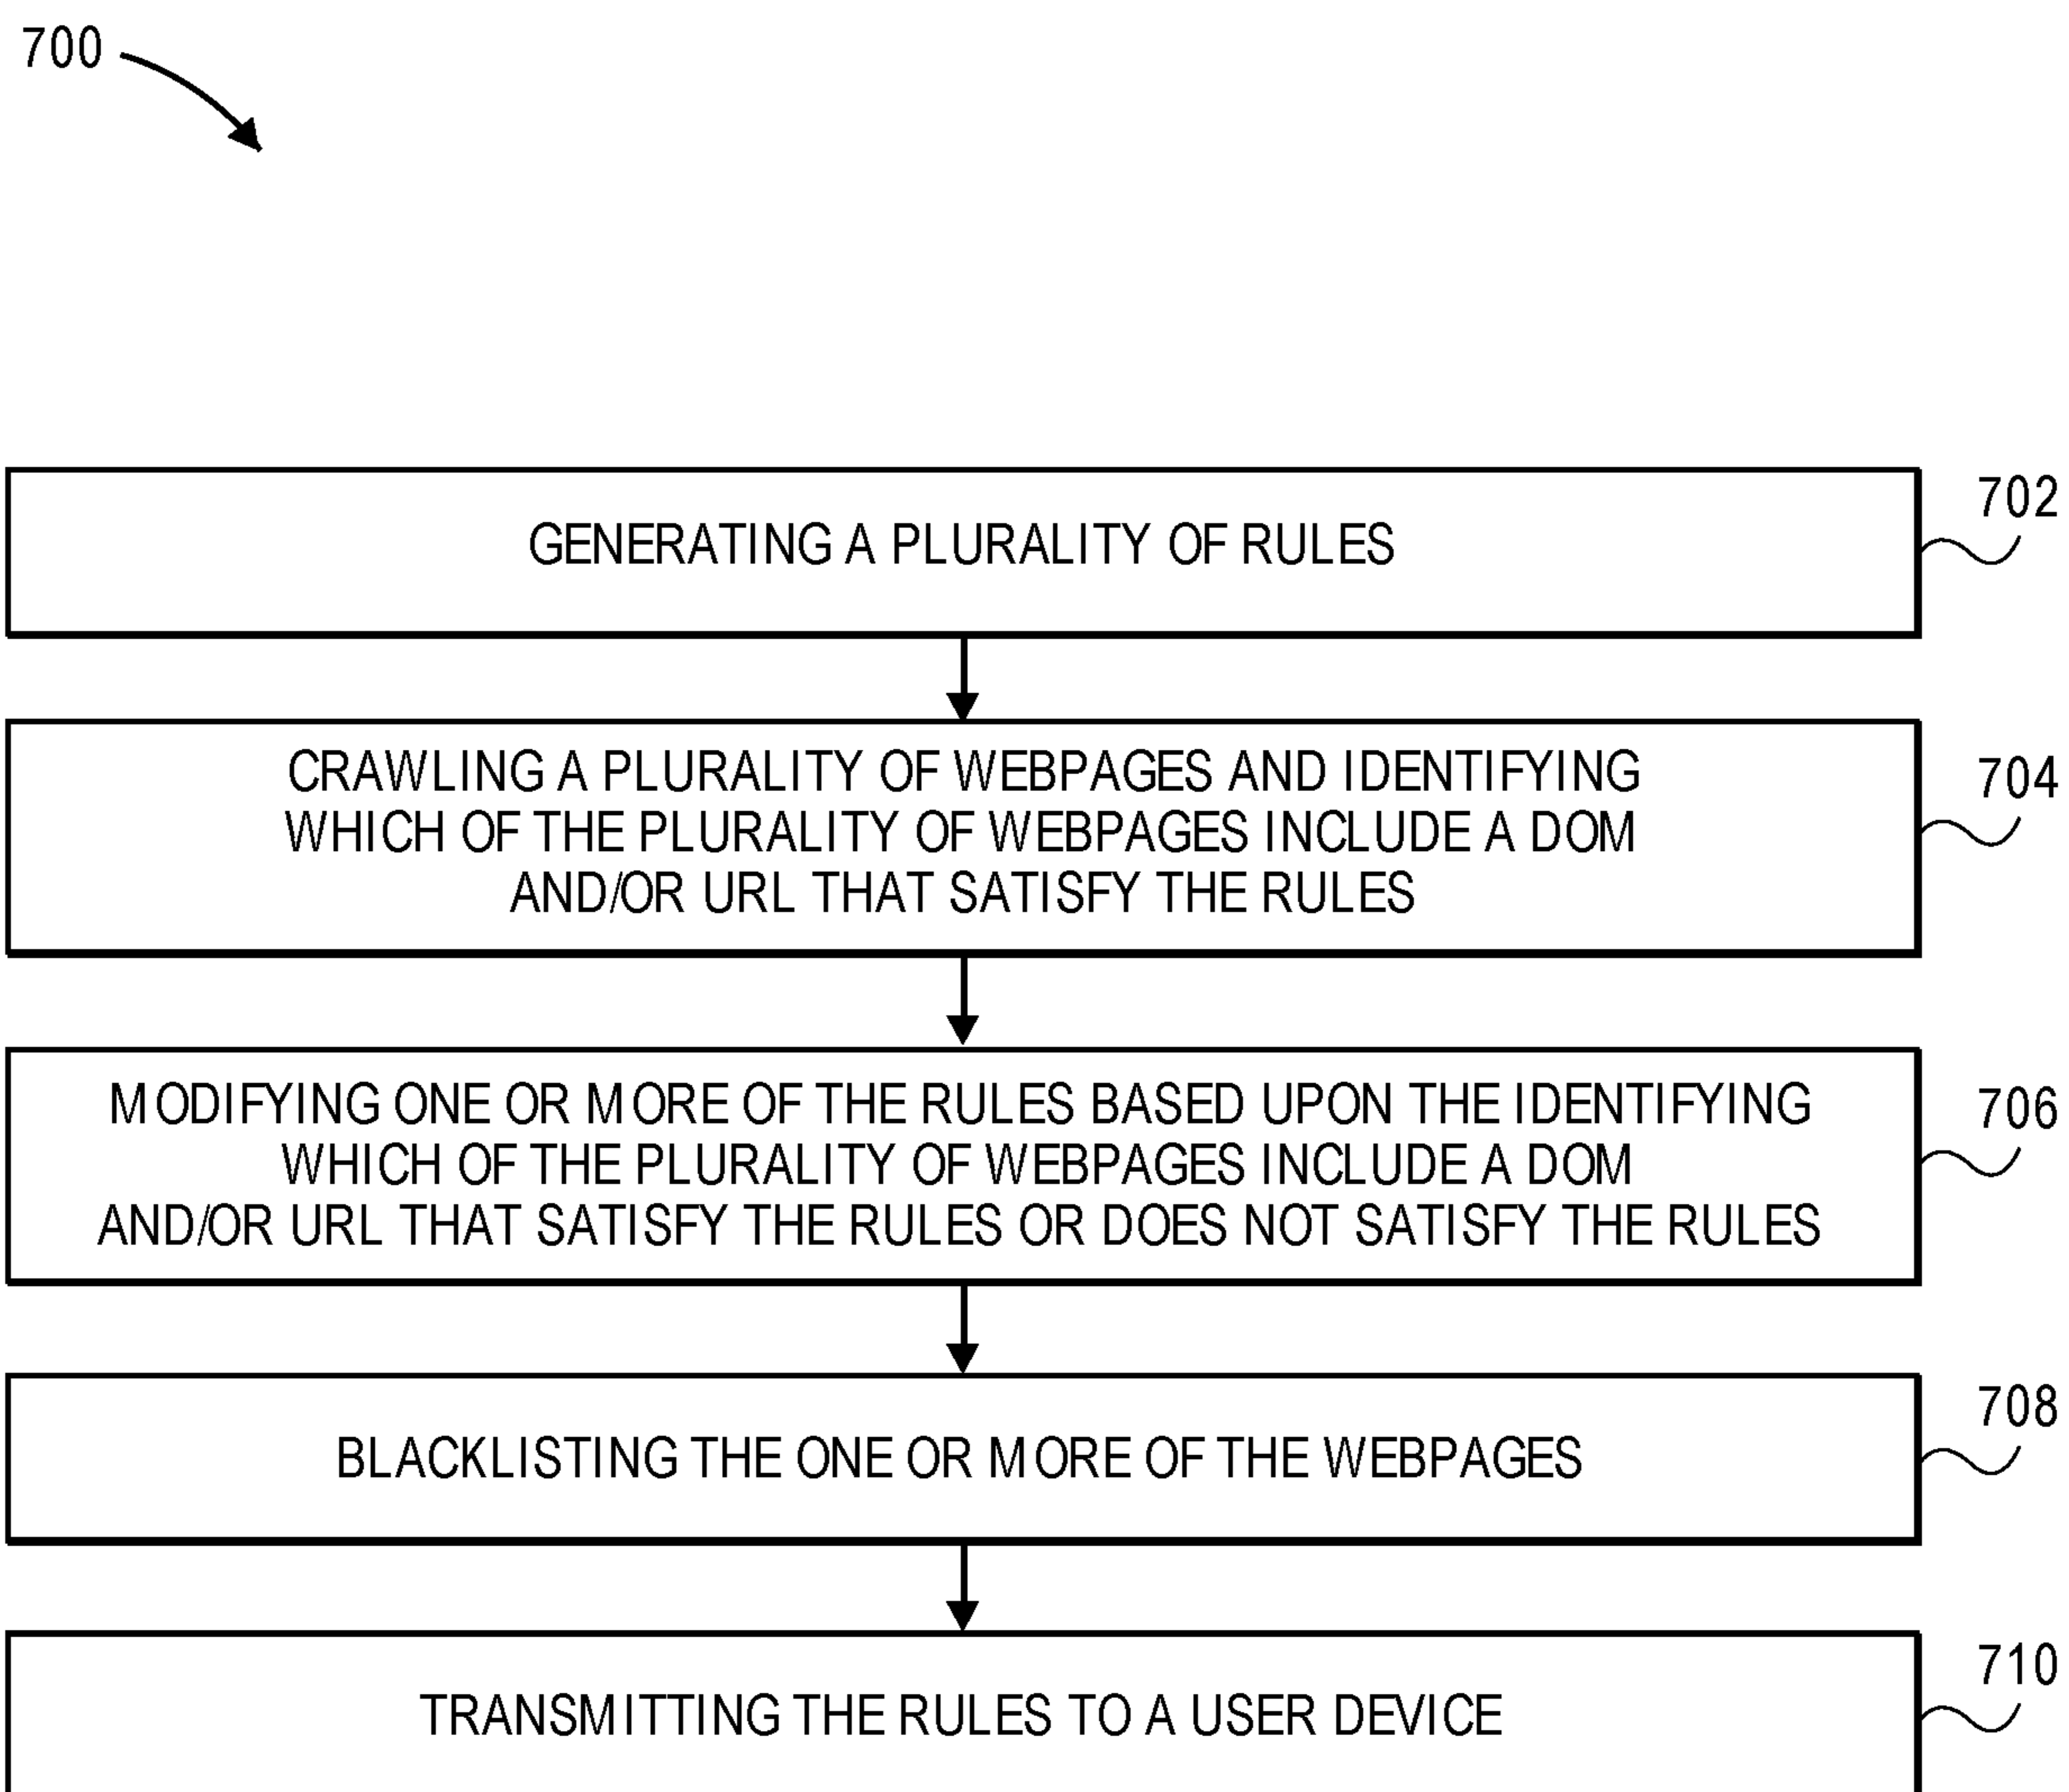 700
702
GENERATING A PLURALITY OF RULES
704
CRAWLING A PLURALITY OF WEBPAGES AND IDENTIFYING
WHICH OF THE PLURALITY OF WEBPAGES INCLUDE A DOM
AND/OR URL THAT SATISFY THE RULES
706
MODIFYING ONE OR MORE OF THE RULES BASED UPON THE IDENTIFYING
WHICH OF THE PLURALITY OF WEBPAGES INCLUDE A DOM
AND/OR URL THAT SATISFY THE RULES OR DOES NOT SATISFY THE RULES
708
BLACKLISTING THE ONE OR MORE OF THE WEBPAGES
710
TRANSMITTING THE RULES TO A USER DEVICE